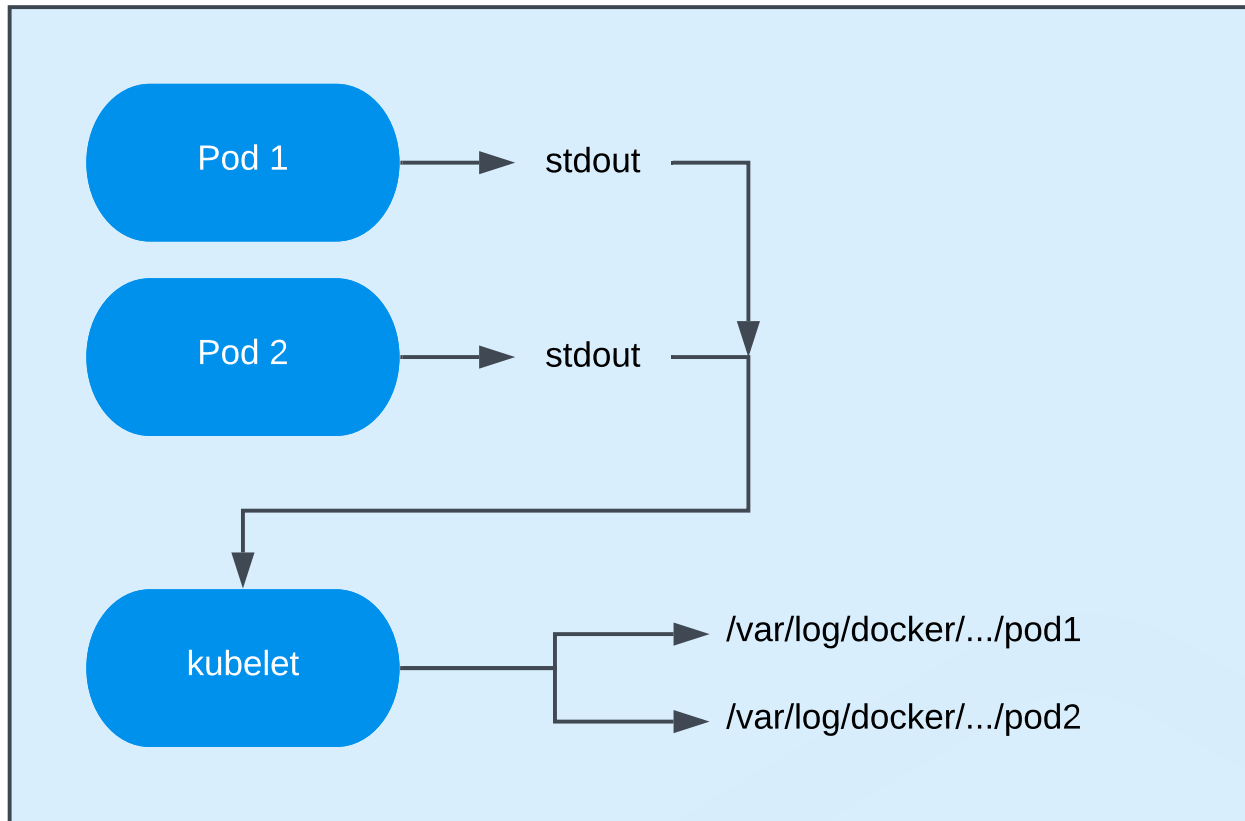 Pod 1
stdout
Pod 2
stdout
kubelet
/var/log/docker/.../pod1
/var/log/docker/.../pod2